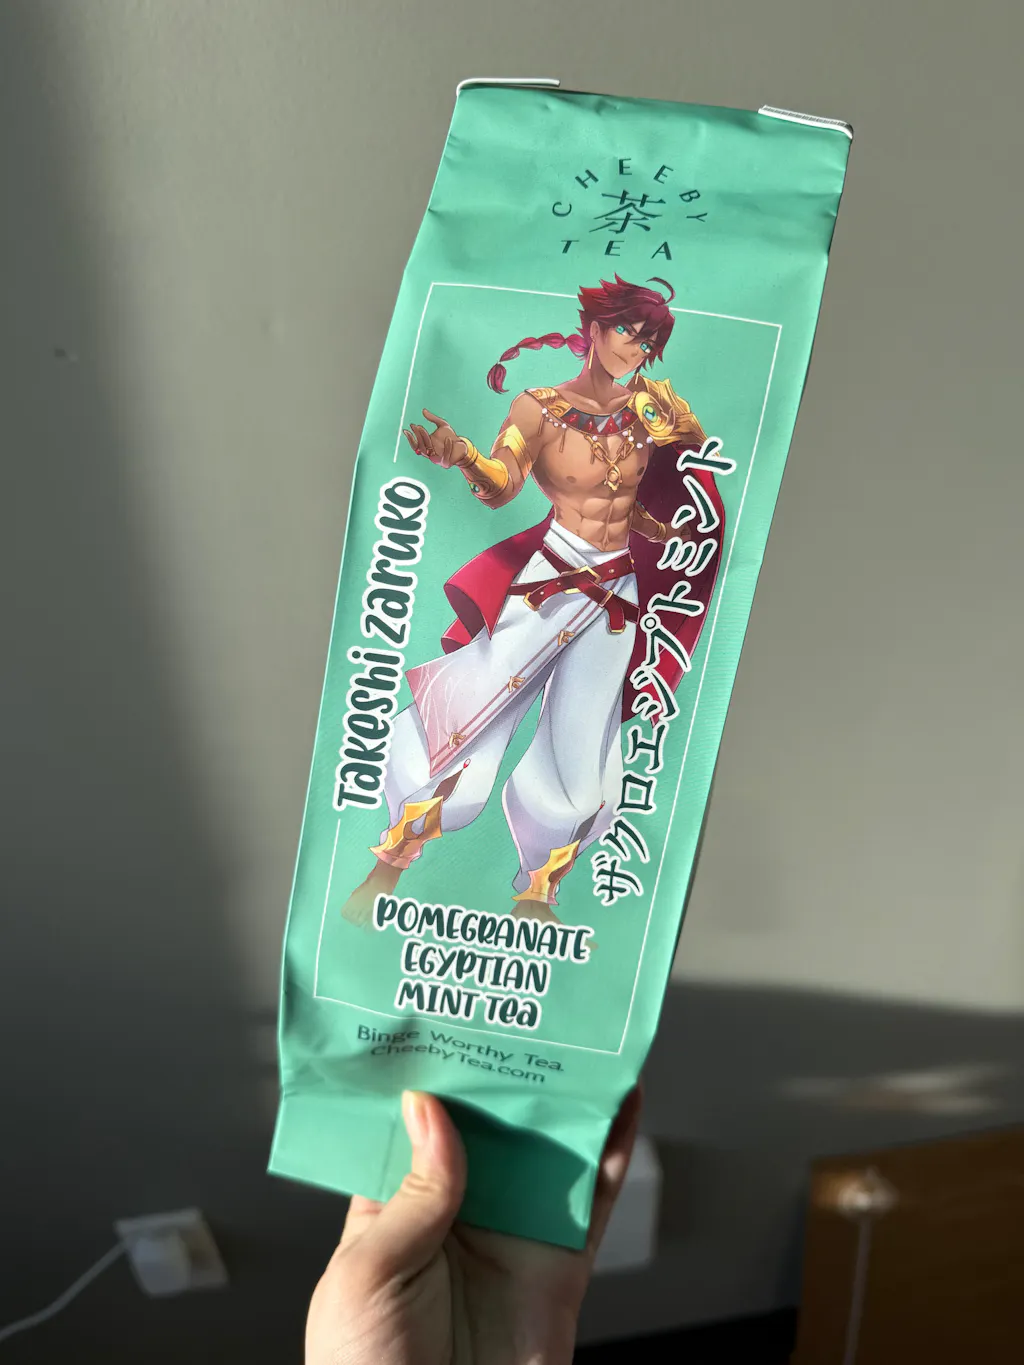 CHEEBY
茶
TEA
Takeshi Zaruko
ザクロエジプトミント
POMEGRANATE
EGYPTIAN
MINT Tea
Binge Worthy Tea
CheebyTea.com